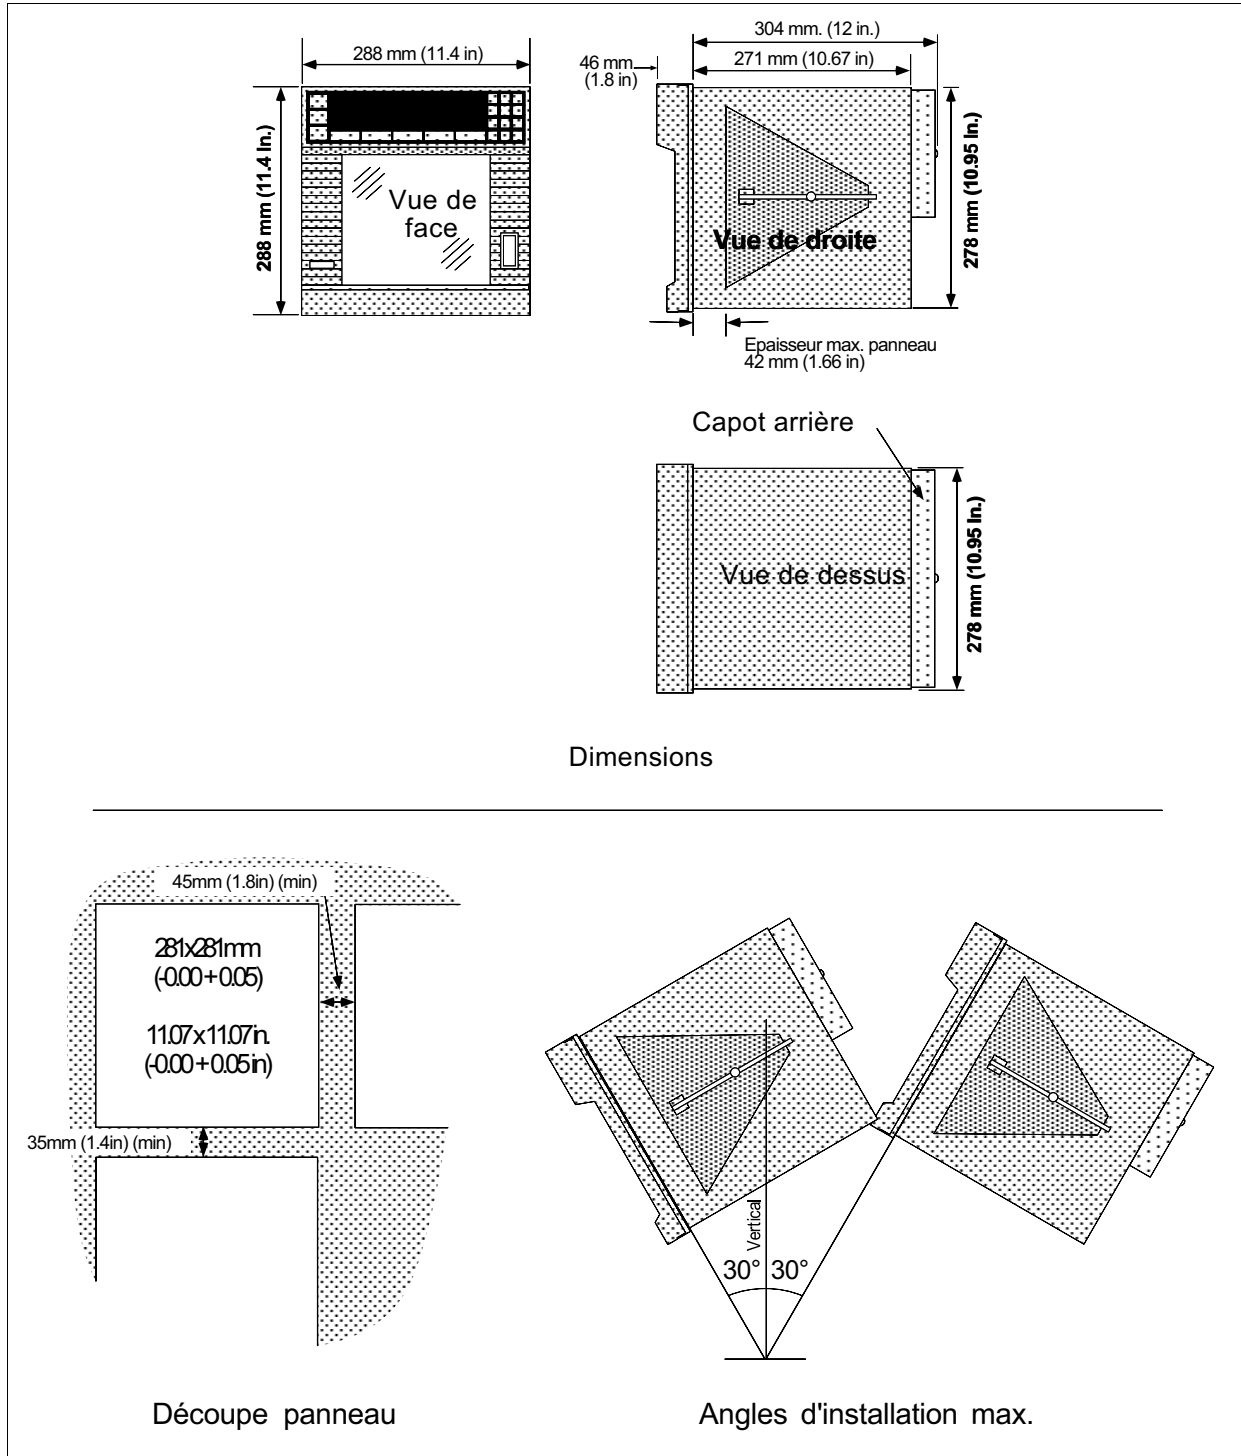 288 mm (11.4 in)
288 mm (11.4 In.)
Vue de
face
304 mm. (12 in.)
271 mm (10.67 in)
46 mm
(1.8 in)
278 mm (10.95 In.)
Vue de droite
Epaisseur max. panneau
42 mm (1.66 in)
Capot arrière
Vue de dessus
278 mm (10.95 In.)
Dimensions
45mm (1.8in) (min)
281x281mm
(-0.00 + 0.05)
11.07 x 11.07in.
(-0.00 + 0.05in)
35mm (1.4in) (min)
Vertical
30° 30°
Découpe panneau
Angles d'installation max.